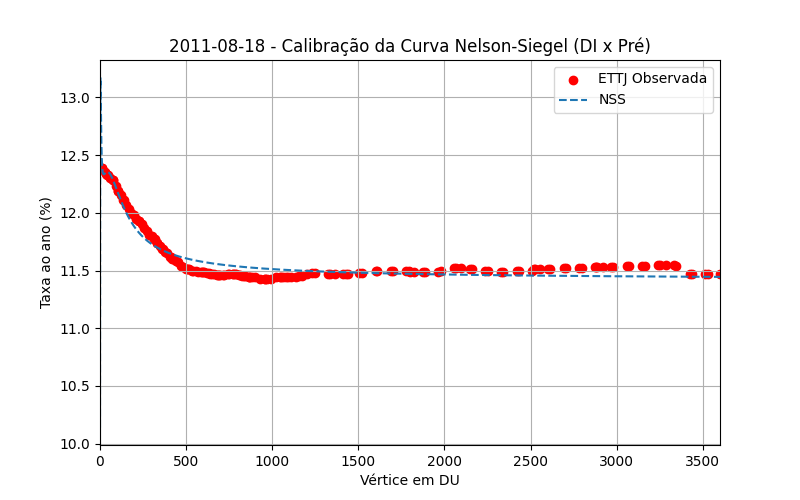 2011-08-18 - Calibração da Curva Nelson-Siegel (DI x Pré)
ETTJ Observada
NSS
Taxa ao ano (%)
13.0
12.5
12.0
11.5
11.0
10.5
10.0
0 500 1000 1500 2000 2500 3000 3500
Vértice em DU